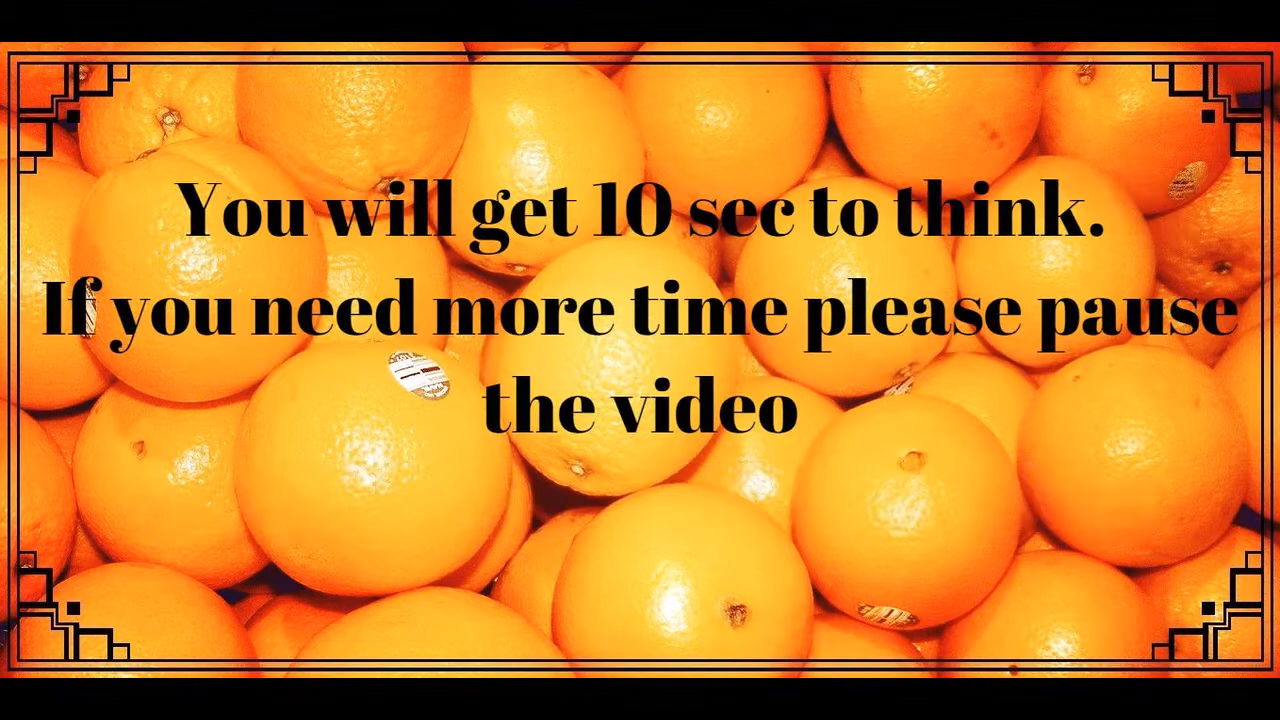 You will get 10 sec to think.
If you need more time please pause
the video